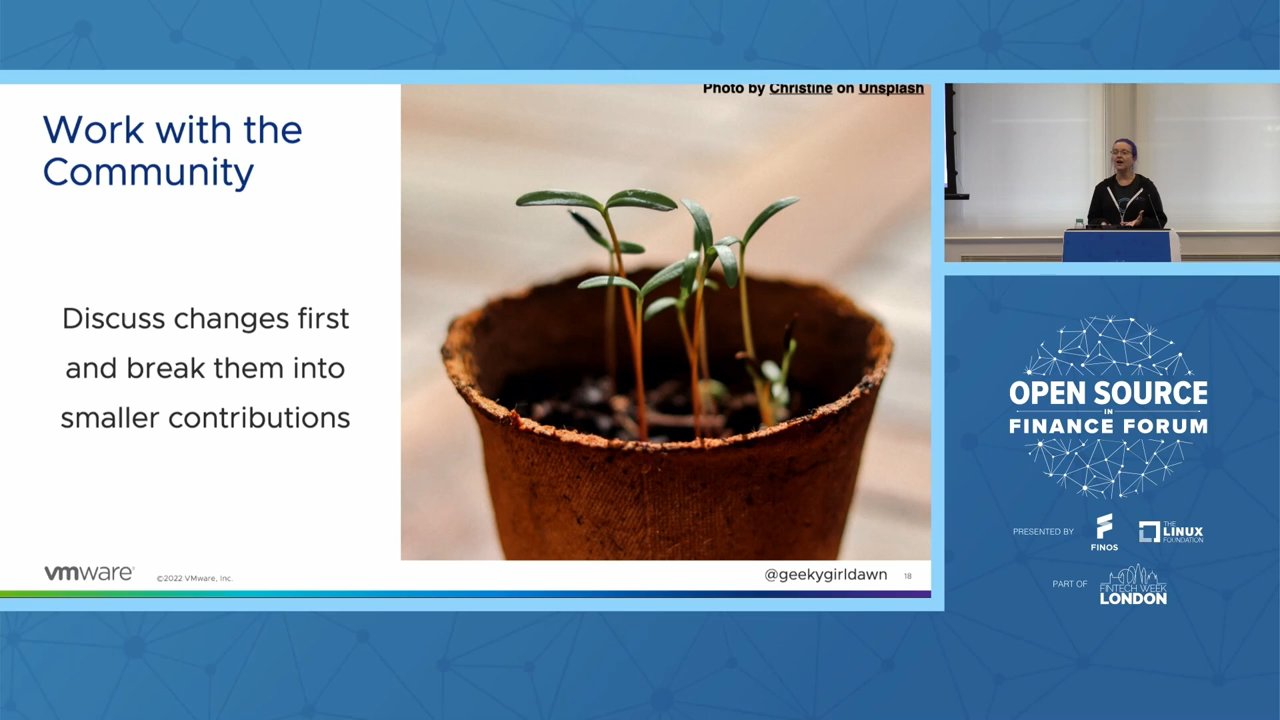 Photo by Christine on Unsplash
Work with the
Community
Discuss changes first
and break them into
smaller contributions
vmware
©2022 VMware, Inc.
@geekygirldawn
18
OPEN SOURCE
IN
FINANCE FORUM
PRESENTED BY
FINOS
THE
LINUX
FOUNDATION
PART OF
FINTECH WEEK
LONDON